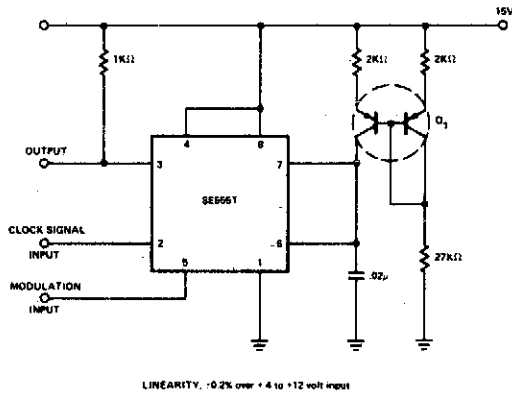 15V
1KΩ
2KΩ
2KΩ
4
8
Q1
OUTPUT
3
7
SE555T
CLOCK SIGNAL
INPUT
2
6
5
1
MODULATION
INPUT
.02μ
27KΩ
LINEARITY, ±0.2% over + 4 to +12 volt input